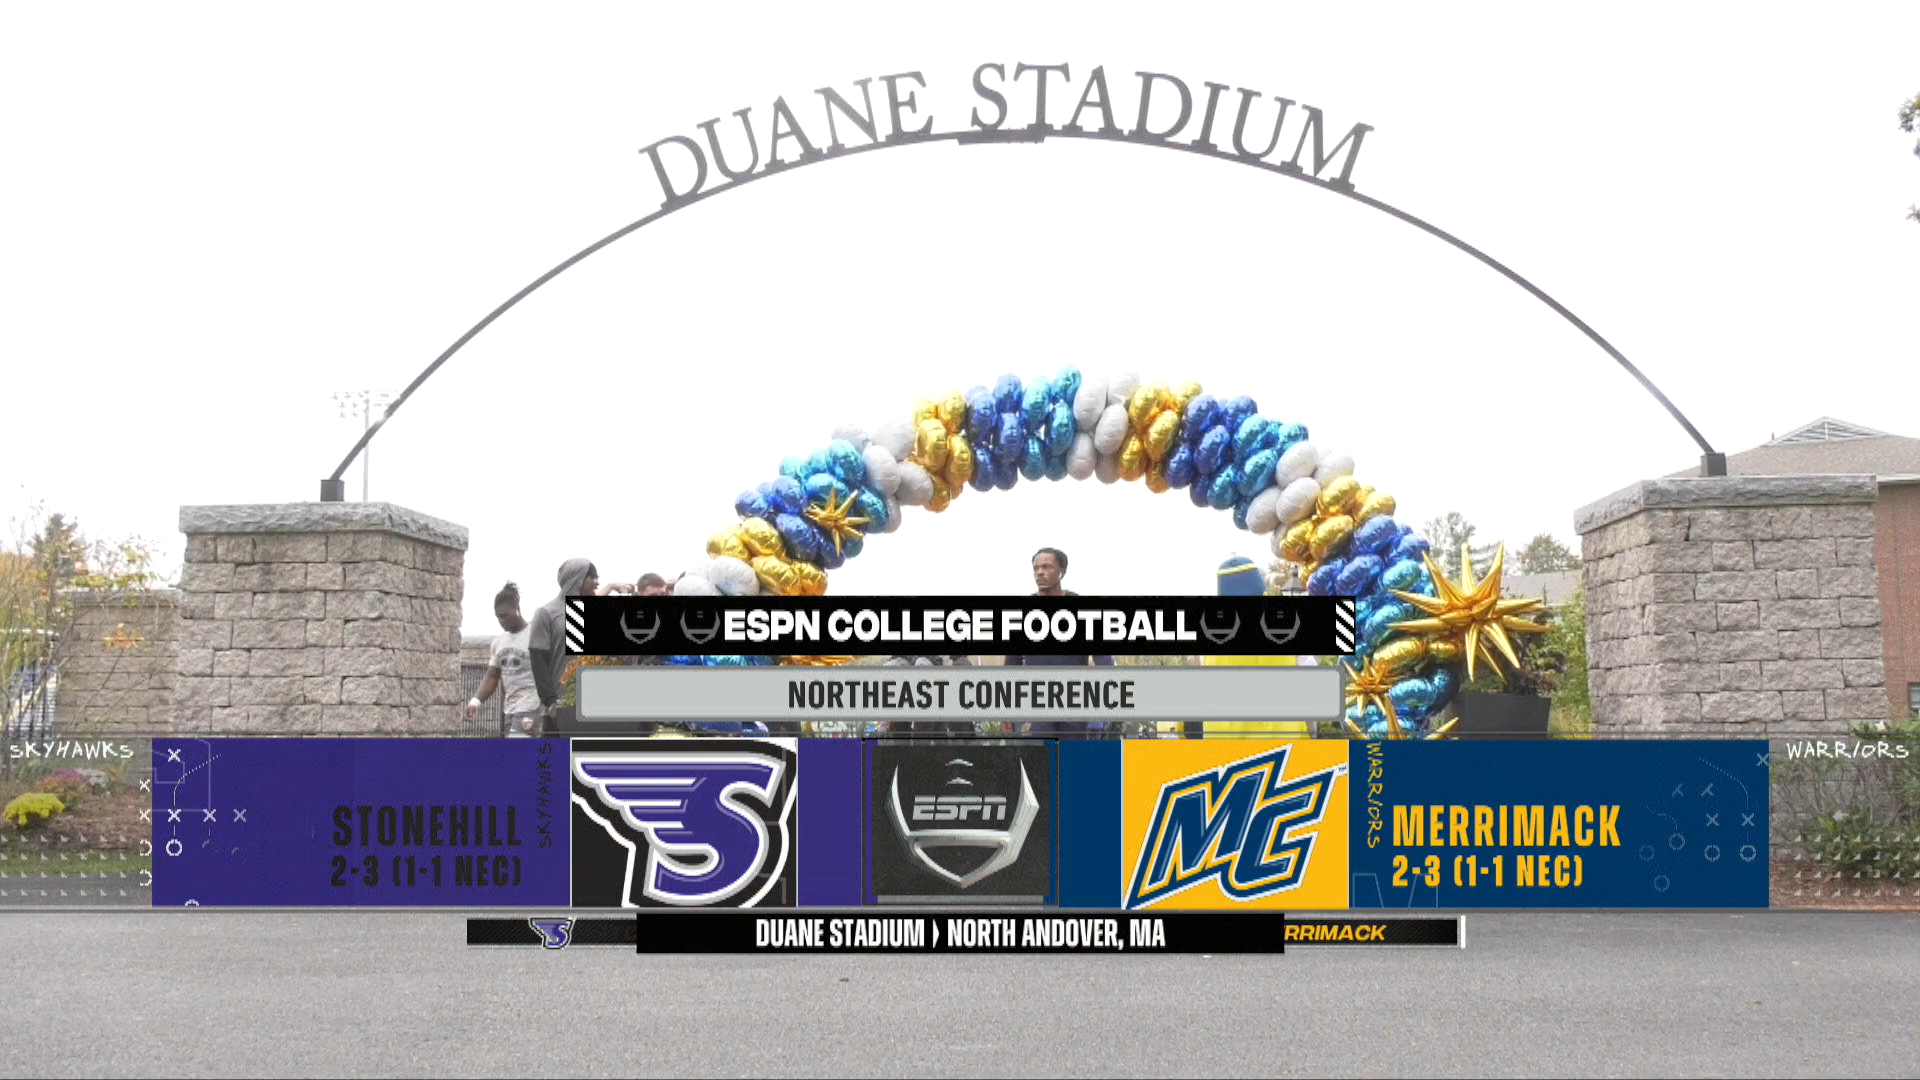 DUANE STADIUM
ESPN COLLEGE FOOTBALL
NORTHEAST CONFERENCE
SKYHAWKS
STONEHILL
2-3 (1-1 NEC)
SKYHAWKS
S
ESPN
MC
WARRIORS
MERRIMACK
2-3 (1-1 NEC)
WARRIORS
S
DUANE STADIUM ⟩ NORTH ANDOVER, MA
RRIMACK